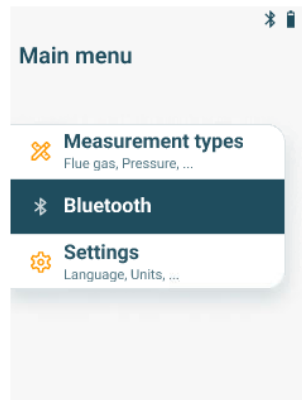 Main menu
Measurement types
Flue gas, Pressure, ...
Bluetooth
Settings
Language, Units, ...